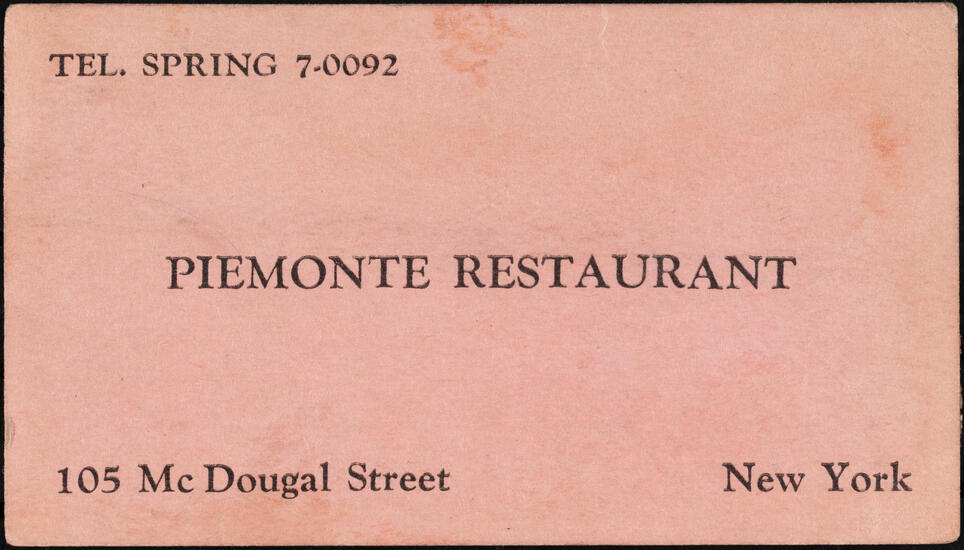 TEL. SPRING 7-0092
PIEMONTE RESTAURANT
105 Mc Dougal Street New York